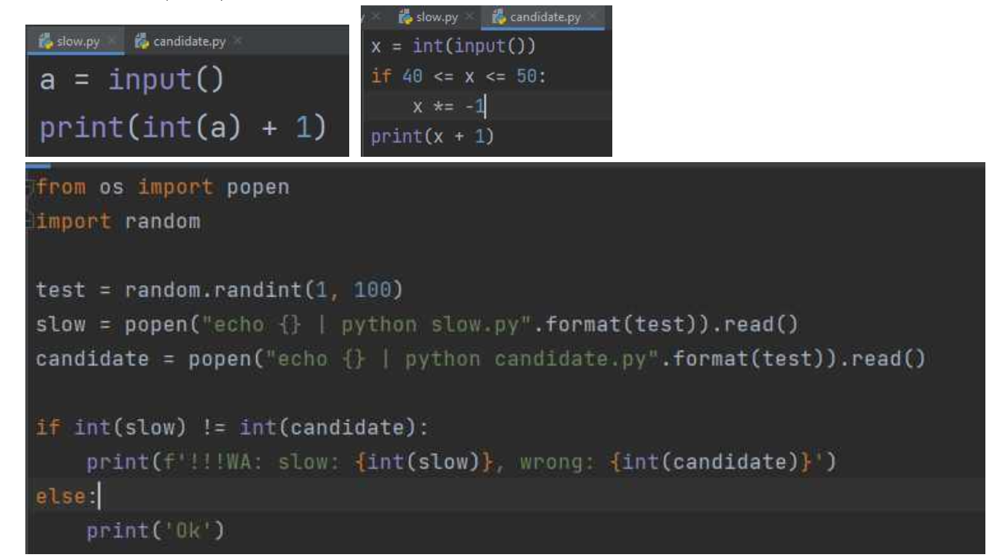 slow.py
candidate.py
a = input()
print(int(a) + 1)
slow.py
candidate.py
x = int(input())
if 40 <= x <= 50:
    x *= -1
print(x + 1)
from os import popen
import random
test = random.randint(1, 100)
slow = popen("echo {} | python slow.py".format(test)).read()
candidate = popen("echo {} | python candidate.py".format(test)).read()
if int(slow) != int(candidate):
    print(f'!!!WA: slow: {int(slow)}, wrong: {int(candidate)}')
else:
    print('Ok')